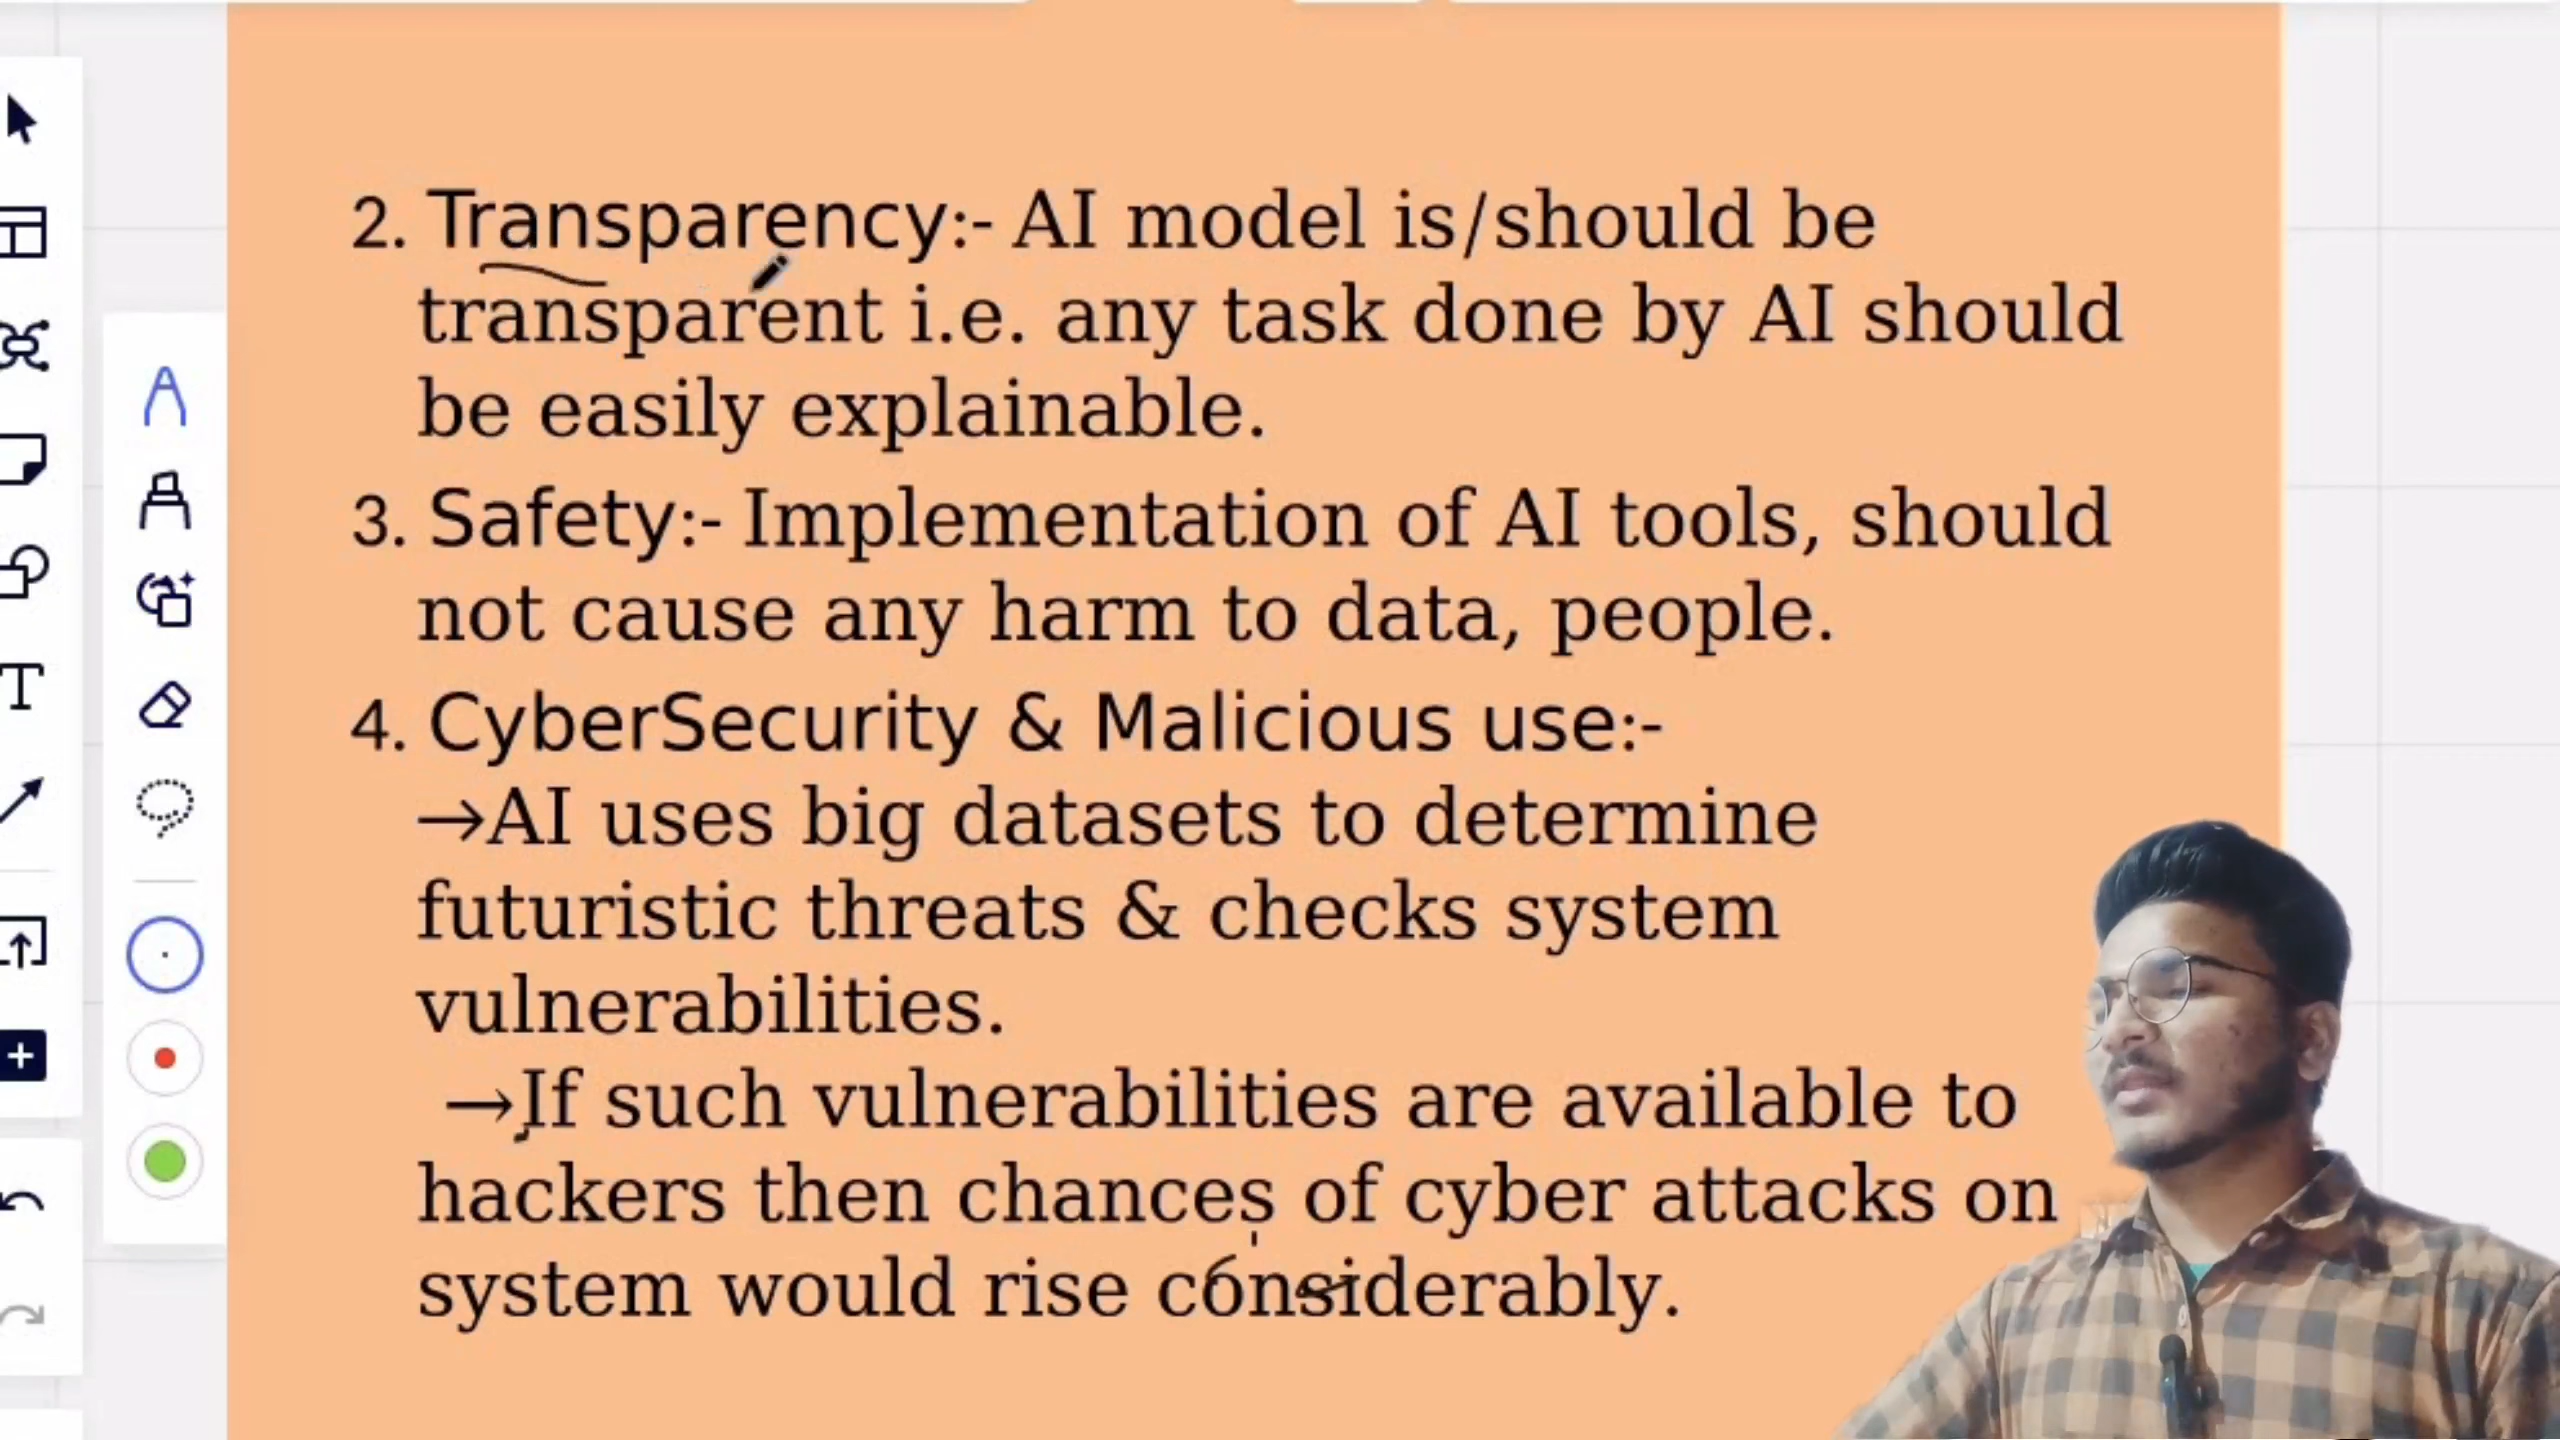 2. Transparency:- AI model is/should be
transparent i.e. any task done by AI should
be easily explainable.
3. Safety:- Implementation of AI tools, should
not cause any harm to data, people.
4. CyberSecurity & Malicious use:-
→AI uses big datasets to determine
futuristic threats & checks system
vulnerabilities.
→If such vulnerabilities are available to
hackers then chances of cyber attacks on
system would rise considerably.